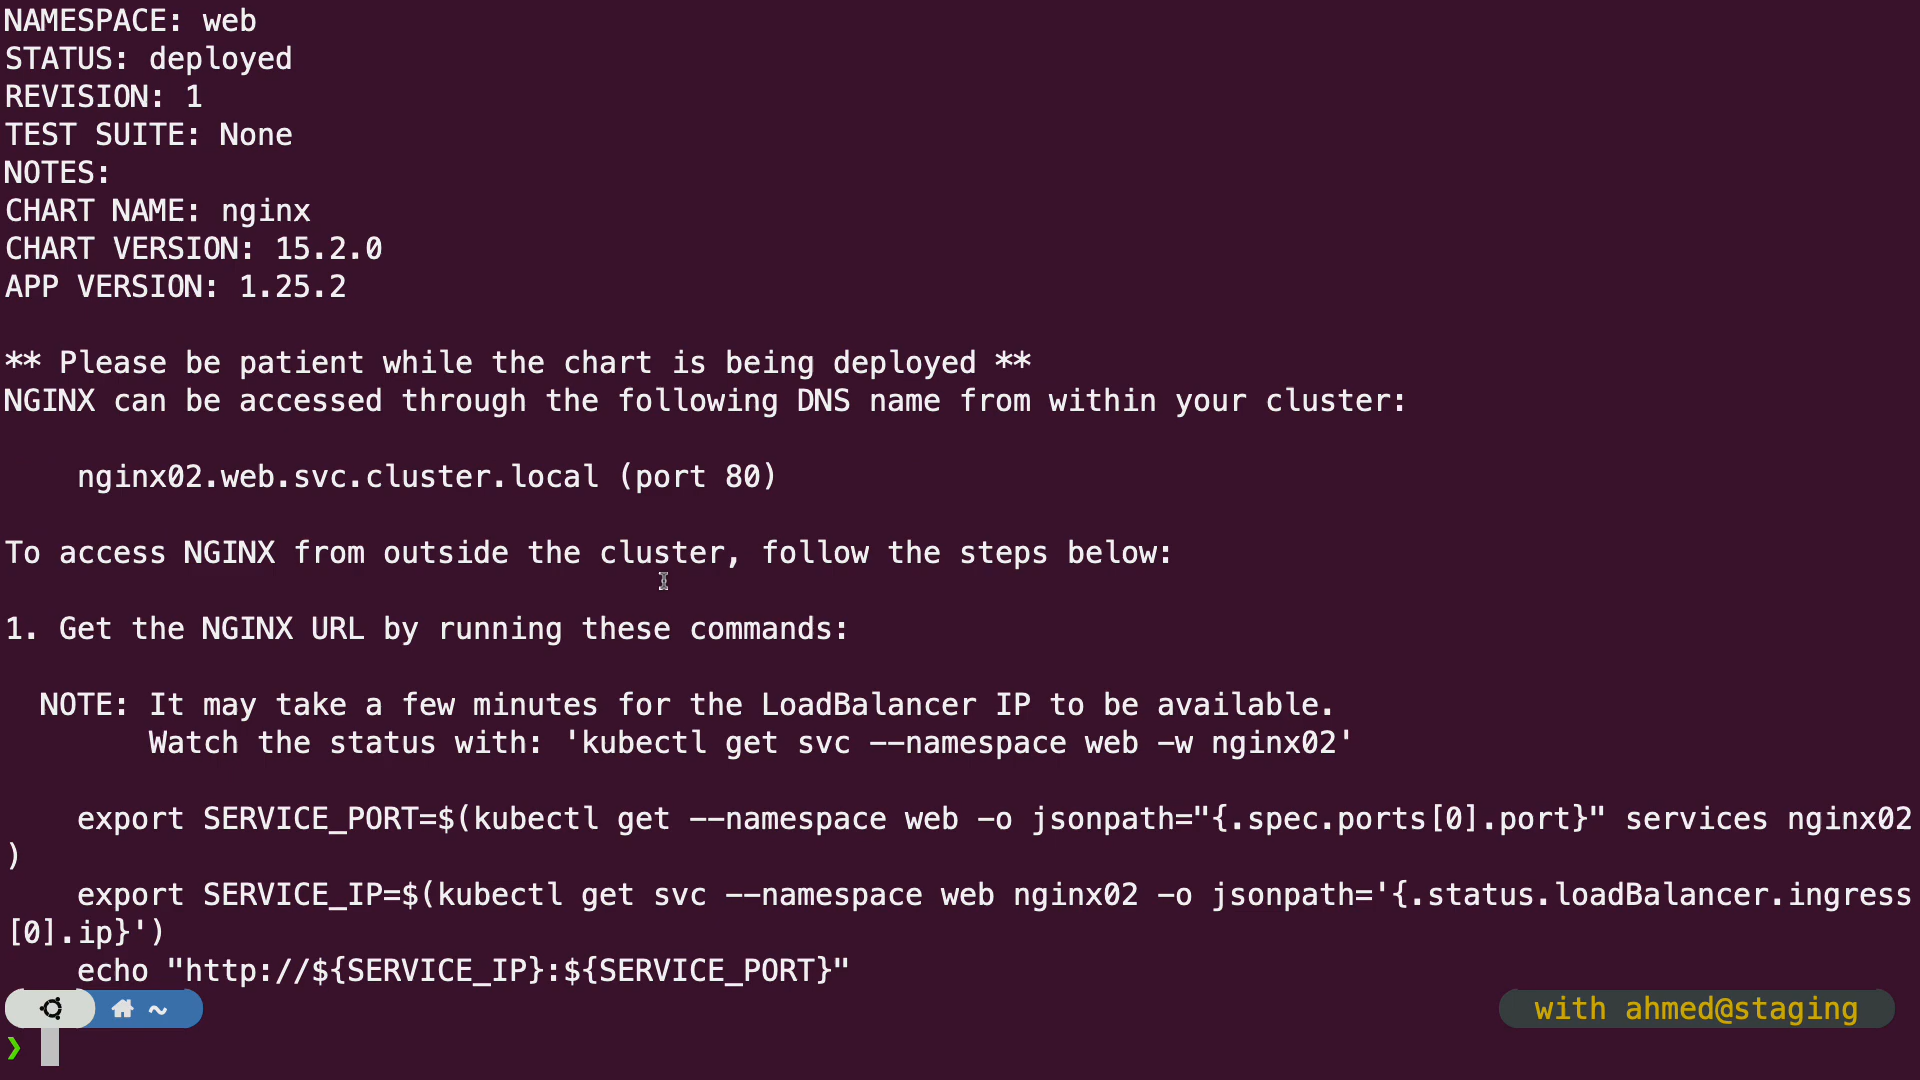 NAMESPACE: web
STATUS: deployed
REVISION: 1
TEST SUITE: None
NOTES:
CHART NAME: nginx
CHART VERSION: 15.2.0
APP VERSION: 1.25.2
** Please be patient while the chart is being deployed **
NGINX can be accessed through the following DNS name from within your cluster:
nginx02.web.svc.cluster.local (port 80)
To access NGINX from outside the cluster, follow the steps below:
1. Get the NGINX URL by running these commands:
NOTE: It may take a few minutes for the LoadBalancer IP to be available.
Watch the status with: 'kubectl get svc --namespace web -w nginx02'
export SERVICE_PORT=$(kubectl get --namespace web -o jsonpath="{.spec.ports[0].port}" services nginx02
)
export SERVICE_IP=$(kubectl get svc --namespace web nginx02 -o jsonpath='{.status.loadBalancer.ingress
[0].ip}')
echo "http://${SERVICE_IP}:${SERVICE_PORT}"
~ with ahmed@staging
❯